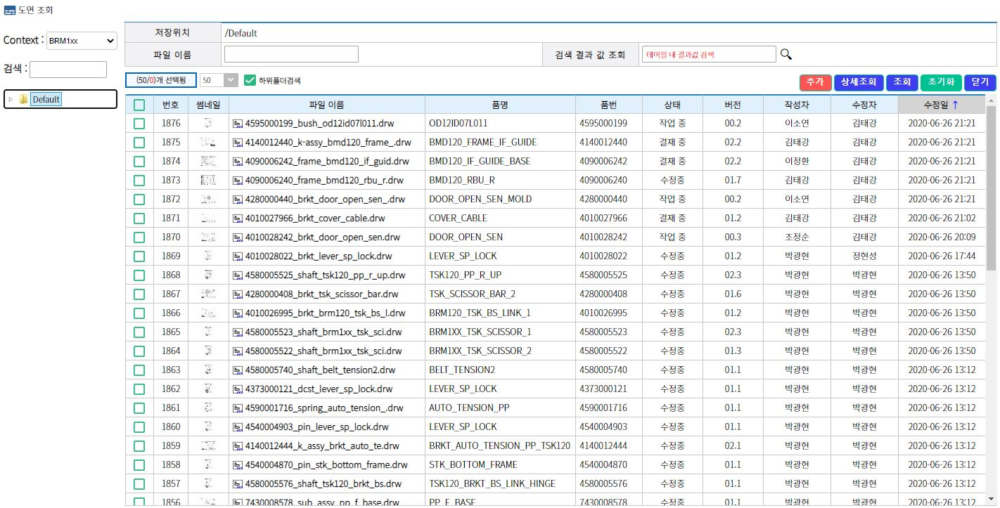 도면 조회
Context : BRM1xx
검색 :
Default
저장위치 /Default
파일 이름 검색 결과 값 조회 테이블 내 결과값 검색
(50/0)개 선택됨 50 하위폴더검색 추가 상세조회 조회 초기화 닫기
번호 썸네일 파일 이름 품명 품번 상태 버전 작성자 수정자 수정일 ↑
1876 4595000199_bush_od12id07l011.drw OD12ID07L011 4595000199 작업 중 00.2 이소연 김태강 2020-06-26 21:21
1875 4140012440_k-assy_bmd120_frame_.drw BMD120_FRAME_IF_GUIDE 4140012440 결재 중 02.2 김태강 김태강 2020-06-26 21:21
1874 4090006242_frame_bmd120_if_guid.drw BMD120_IF_GUIDE_BASE 4090006242 결재 중 02.2 이정환 김태강 2020-06-26 21:21
1873 4090006240_frame_bmd120_rbu_r.drw BMD120_RBU_R 4090006240 수정중 01.7 김태강 김태강 2020-06-26 21:21
1872 4280000440_brkt_door_open_sen_.drw DOOR_OPEN_SEN_MOLD 4280000440 작업 중 00.2 이소연 김태강 2020-06-26 21:21
1871 4010027966_brkt_cover_cable.drw COVER_CABLE 4010027966 결재 중 01.2 김태강 김태강 2020-06-26 21:02
1870 4010028242_brkt_door_open_sen.drw DOOR_OPEN_SEN 4010028242 작업 중 00.3 조정순 김태강 2020-06-26 20:09
1869 4010028022_brkt_lever_sp_lock.drw LEVER_SP_LOCK 4010028022 수정중 01.2 박광현 정현성 2020-06-26 17:44
1868 4580005525_shaft_tsk120_pp_r_up.drw TSK120_PP_R_UP 4580005525 수정중 02.3 박광현 박광현 2020-06-26 13:50
1867 4280000408_brkt_tsk_scissor_bar.drw TSK_SCISSOR_BAR_2 4280000408 수정중 01.6 박광현 박광현 2020-06-26 13:50
1866 4010026995_brkt_brm120_tsk_bs_l.drw BRM120_TSK_BS_LINK_1 4010026995 수정중 01.2 박광현 박광현 2020-06-26 13:50
1865 4580005523_shaft_brm1xx_tsk_sci.drw BRM1XX_TSK_SCISSOR_1 4580005523 수정중 02.3 박광현 박광현 2020-06-26 13:50
1864 4580005522_shaft_brm1xx_tsk_sci.drw BRM1XX_TSK_SCISSOR_2 4580005522 수정중 01.3 박광현 박광현 2020-06-26 13:50
1863 4580005740_shaft_belt_tension2.drw BELT_TENSION2 4580005740 수정중 01.1 박광현 박광현 2020-06-26 13:12
1862 4373000121_dcst_lever_sp_lock.drw LEVER_SP_LOCK 4373000121 수정중 01.1 박광현 박광현 2020-06-26 13:12
1861 4590001716_spring_auto_tension_.drw AUTO_TENSION_PP 4590001716 수정중 01.1 박광현 박광현 2020-06-26 13:12
1860 4540004903_pin_lever_sp_lock.drw LEVER_SP_LOCK 4540004903 수정중 01.1 박광현 박광현 2020-06-26 13:12
1859 4140012444_k_assy_brkt_auto_te.drw BRKT_AUTO_TENSION_PP_TSK120 4140012444 수정중 02.1 박광현 박광현 2020-06-26 13:12
1858 4540004870_pin_stk_bottom_frame.drw STK_BOTTOM_FRAME 4540004870 수정중 01.1 박광현 박광현 2020-06-26 13:12
1857 4580005576_shaft_tsk120_brkt_bs.drw TSK120_BRKT_BS_LINK_HINGE 4580005576 수정중 01.1 박광현 박광현 2020-06-26 13:12
1856 7430008578_sub_assy_pp_f_base.drw PP_F_BASE 7430008578 수정중 01.1 박광현 박광현 2020-06-26 13:12